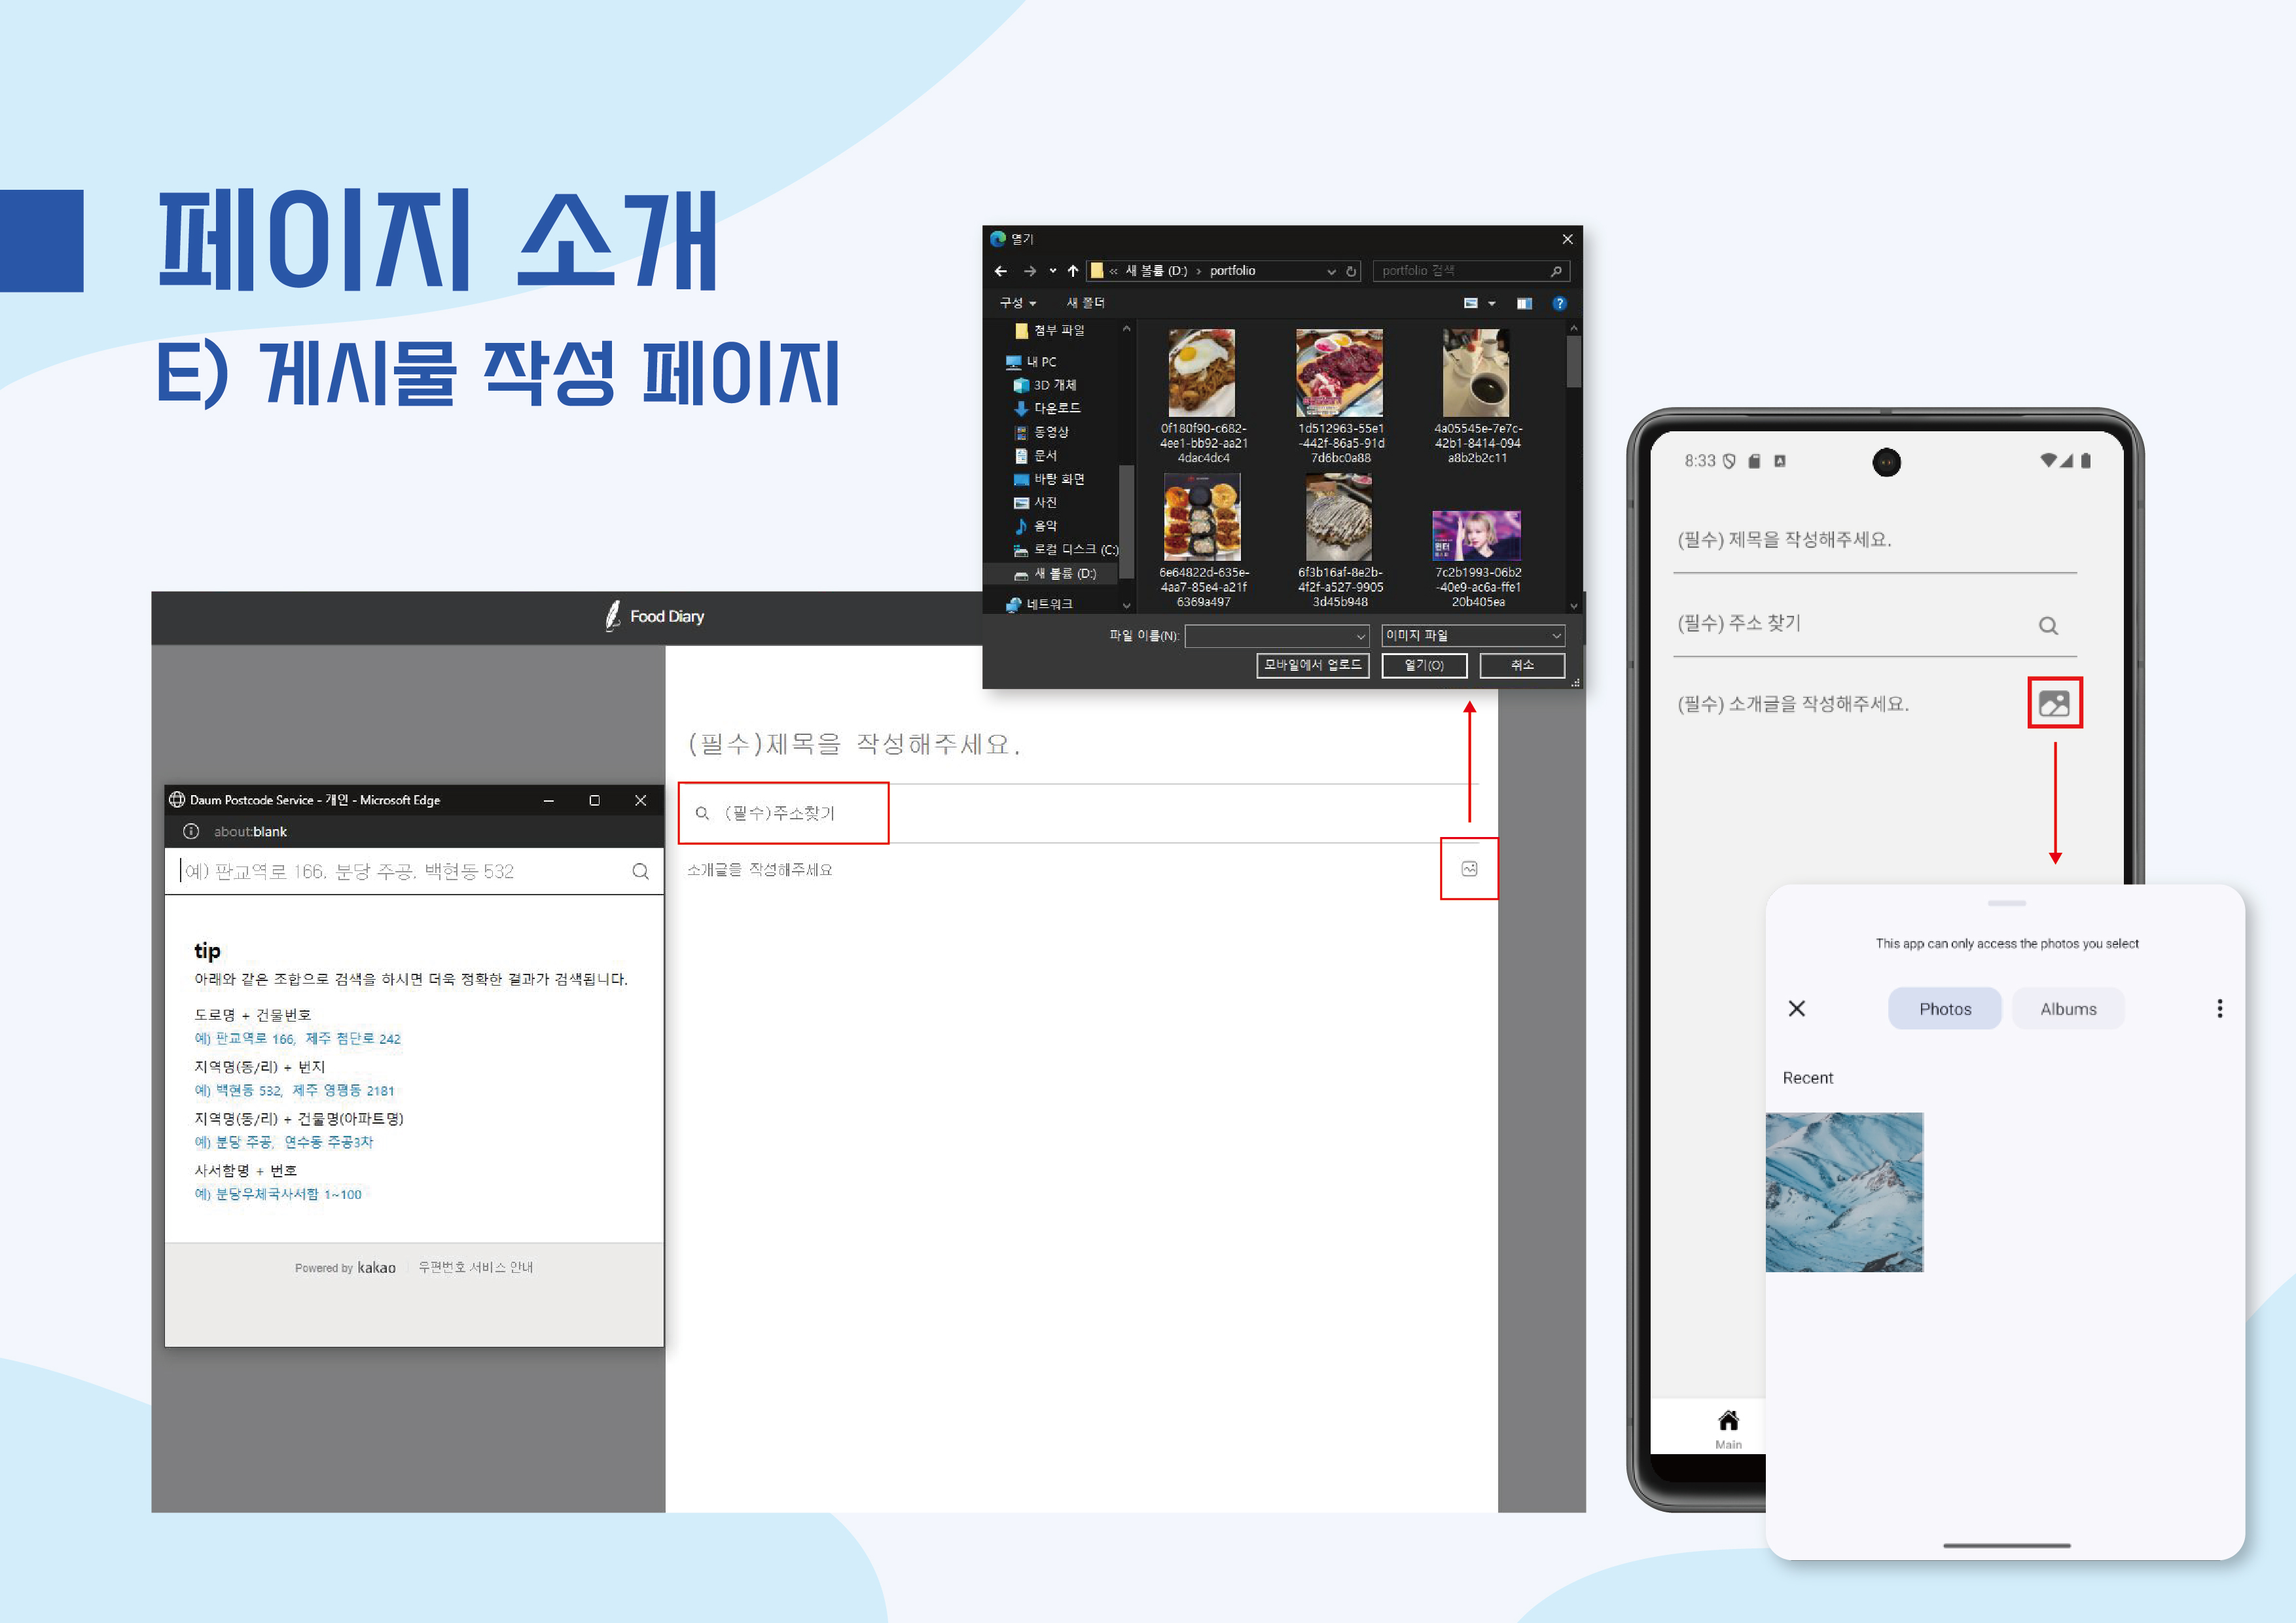 페이지 소개
E) 게시물 작성 페이지
열기
« 새 볼륨 (D:) › portfolio
portfolio 검색
구성
새 폴더
첨부 파일
내 PC
3D 개체
다운로드
동영상
문서
바탕 화면
사진
음악
로컬 디스크 (C:)
새 볼륨 (D:)
네트워크
0f180f90-c682-
4ee1-bb92-aa21
4dac4dc4
1d512963-55e1
-442f-86a5-91d
7d6bc0a88
4a05545e-7e7c-
42b1-8414-094
a8b2b2c11
윈터
6e64822d-635e-
4aa7-85e4-a21f
6369a497
6f3b16af-8e2b-
4f2f-a527-9905
3d45b948
7c2b1993-06b2
-40e9-ac6a-ffe1
20b405ea
파일 이름(N):
이미지 파일
모바일에서 업로드
열기(O)
취소
Food Diary
(필수)제목을 작성해주세요.
(필수)주소찾기
소개글을 작성해주세요
Daum Postcode Service - 개인 - Microsoft Edge
about:blank
예) 판교역로 166, 분당 주공, 백현동 532
tip
아래와 같은 조합으로 검색을 하시면 더욱 정확한 결과가 검색됩니다.
도로명 + 건물번호
예) 판교역로 166, 제주 첨단로 242
지역명(동/리) + 번지
예) 백현동 532, 제주 영평동 2181
지역명(동/리) + 건물명(아파트명)
예) 분당 주공, 연수동 주공3차
사서함명 + 번호
예) 분당우체국사서함 1~100
Powered by kakao
우편번호 서비스 안내
8:33
(필수) 제목을 작성해주세요.
(필수) 주소 찾기
(필수) 소개글을 작성해주세요.
This app can only access the photos you select
Photos
Albums
Recent
Main